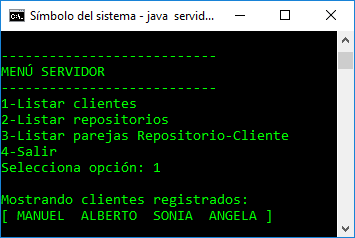 Símbolo del sistema - java servid...
---------------------------
MENÚ SERVIDOR
---------------------------
1-Listar clientes
2-Listar repositorios
3-Listar parejas Repositorio-Cliente
4-Salir
Selecciona opción: 1
Mostrando clientes registrados:
[ MANUEL  ALBERTO  SONIA  ANGELA ]